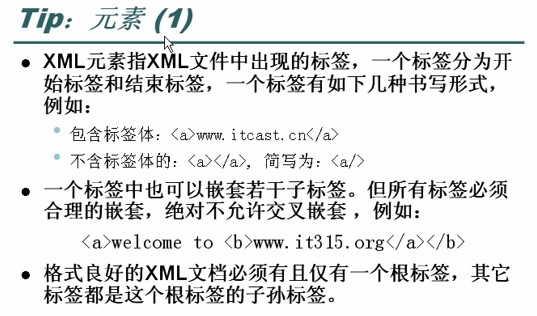 Tip：元素 (1)
XML元素指XML文件中出现的标签，一个标签分为开
始标签和结束标签，一个标签有如下几种书写形式，
例如：
包含标签体：<a>www.itcast.cn</a>
不含标签体的：<a></a>, 简写为：<a/>
一个标签中也可以嵌套若干子标签。但所有标签必须
合理的嵌套，绝对不允许交叉嵌套 ，例如：
<a>welcome to <b>www.it315.org</a></b>
格式良好的XML文档必须有且仅有一个根标签，其它
标签都是这个根标签的子孙标签。